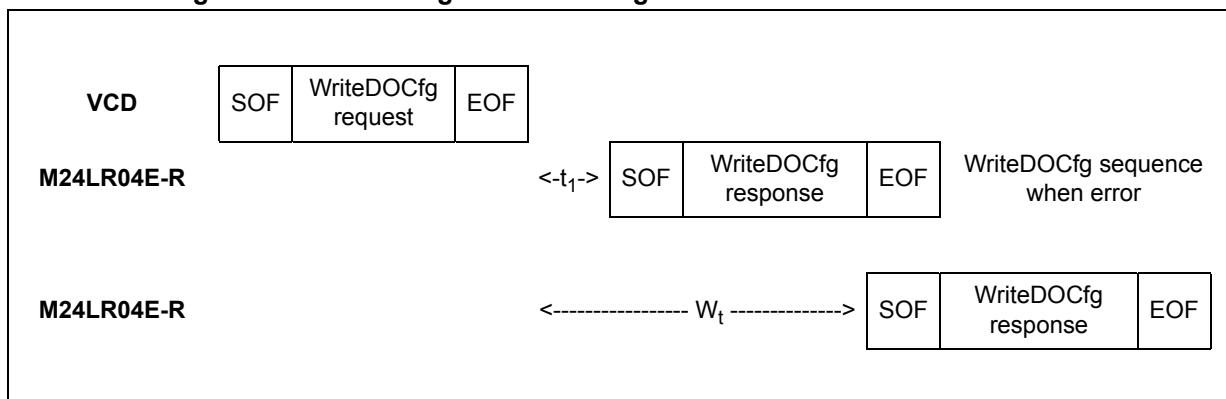 VCD SOF WriteDOCfg request EOF
M24LR04E-R <-t1-> SOF WriteDOCfg response EOF WriteDOCfg sequence when error
M24LR04E-R <----------------- Wt --------------> SOF WriteDOCfg response EOF